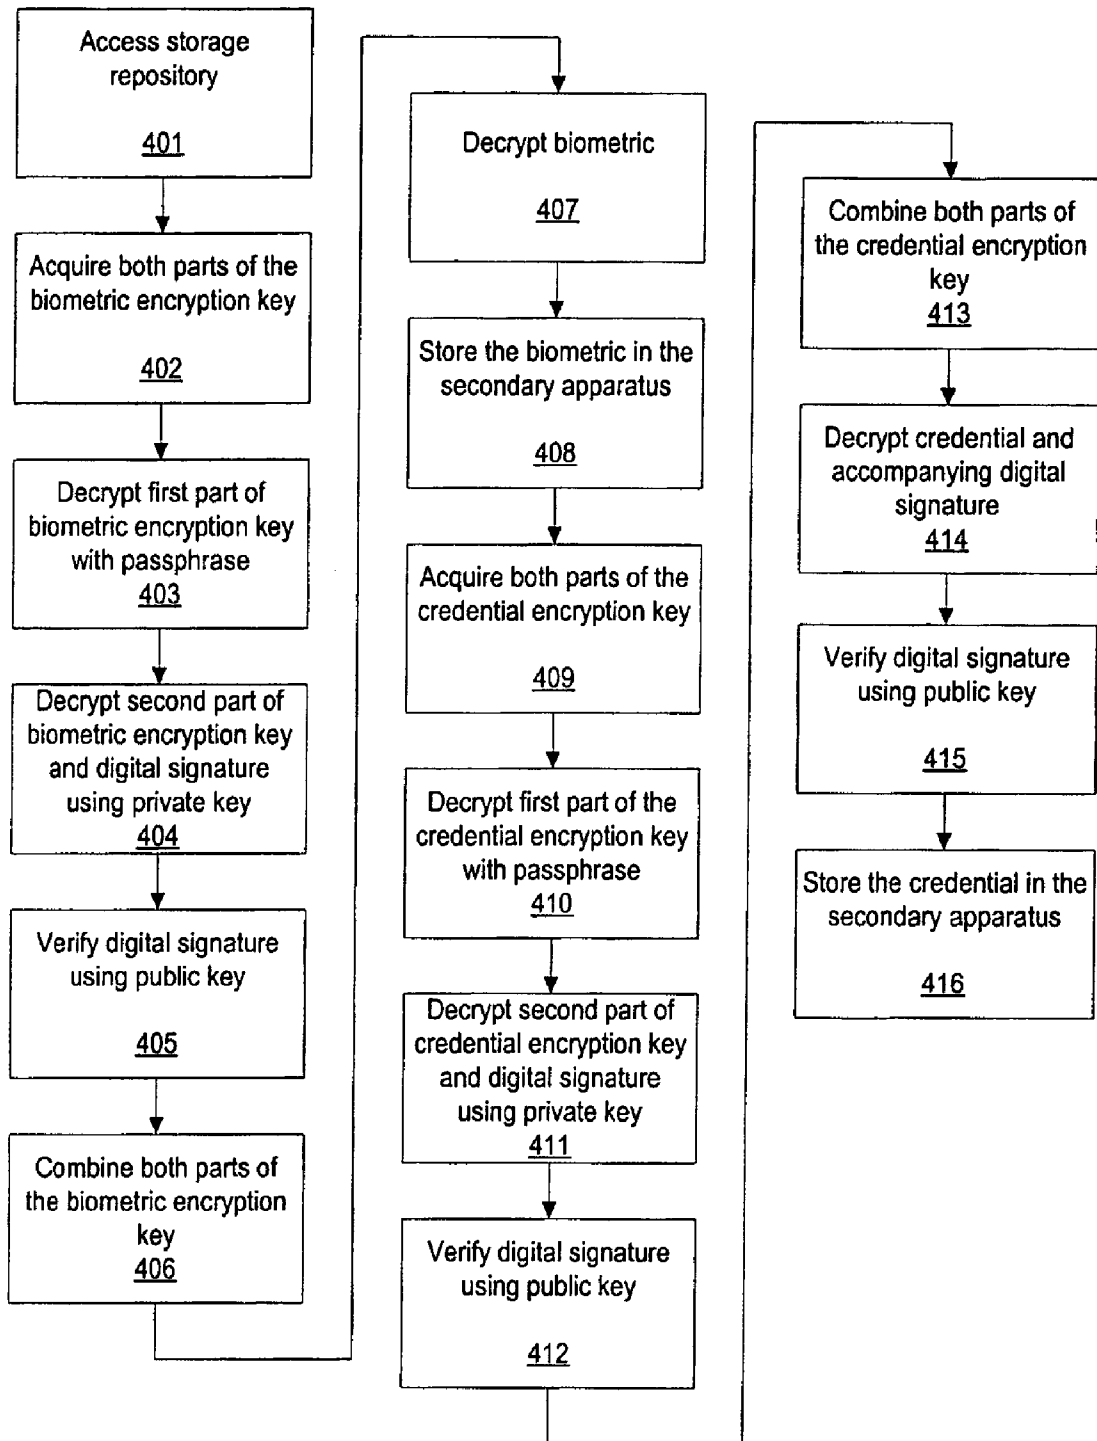 Access storage
repository
401
Acquire both parts of the
biometric encryption key
402
Decrypt first part of
biometric encryption key
with passphrase
403
Decrypt second part of
biometric encryption key
and digital signature
using private key
404
Verify digital signature
using public key
405
Combine both parts of
the biometric encryption
key
406
Decrypt biometric
407
Store the biometric in the
secondary apparatus
408
Acquire both parts of the
credential encryption key
409
Decrypt first part of the
credential encryption key
with passphrase
410
Decrypt second part of
credential encryption key
and digital signature
using private key
411
Verify digital signature
using public key
412
Combine both parts of
the credential encryption
key
413
Decrypt credential and
accompanying digital
signature
414
Verify digital signature
using public key
415
Store the credential in the
secondary apparatus
416